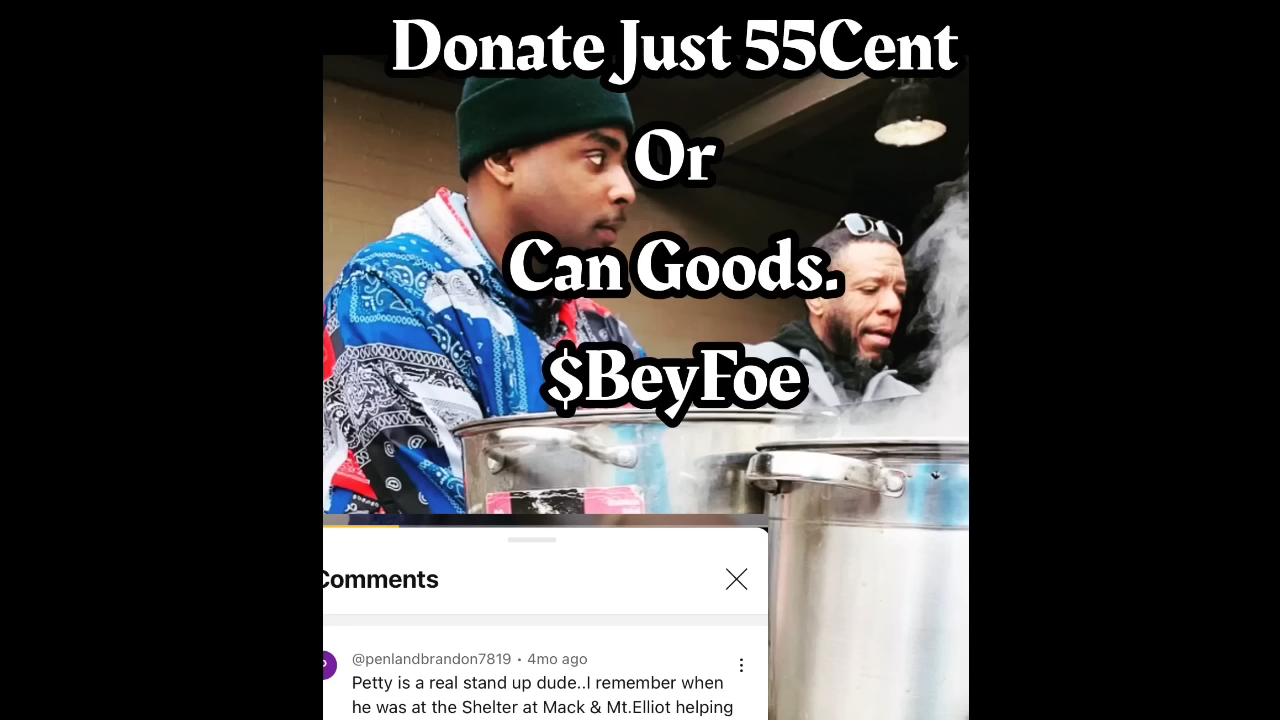 Donate Just 55Cent
Or
Can Goods.
$BeyFoe
Comments
@penlandbrandon7819 • 4mo ago
Petty is a real stand up dude..I remember when
he was at the Shelter at Mack & Mt.Elliot helping